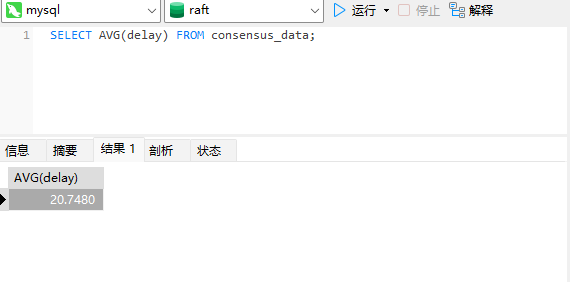 mysql raft 运行 停止 解释
1 SELECT AVG(delay) FROM consensus_data;
信息 摘要 结果 1 剖析 状态
AVG(delay)
20.7480